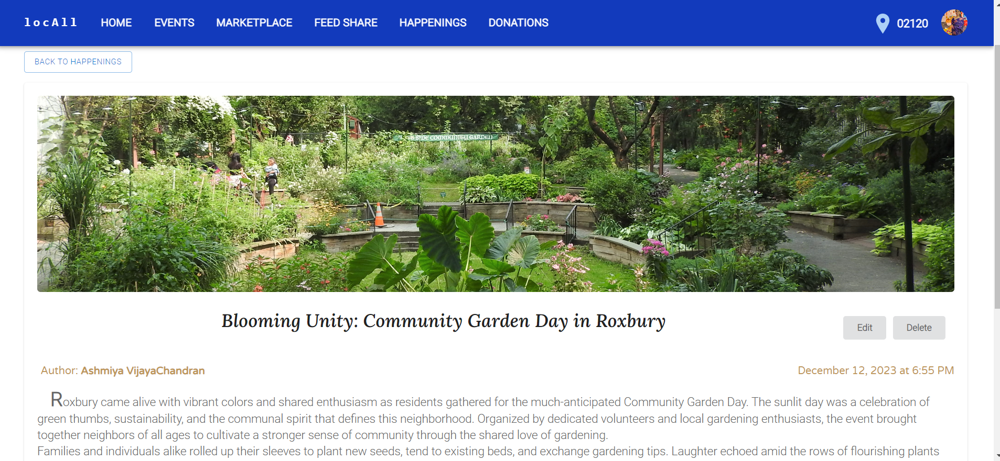 locAll HOME EVENTS MARKETPLACE FEED SHARE HAPPENINGS DONATIONS 02120
BACK TO HAPPENINGS
SIDE COMMUNITY GARDEN
Blooming Unity: Community Garden Day in Roxbury
Edit Delete
Author: Ashmiya VijayaChandran December 12, 2023 at 6:55 PM
Roxbury came alive with vibrant colors and shared enthusiasm as residents gathered for the much-anticipated Community Garden Day. The sunlit day was a celebration of
green thumbs, sustainability, and the communal spirit that defines this neighborhood. Organized by dedicated volunteers and local gardening enthusiasts, the event brought
together neighbors of all ages to cultivate a stronger sense of community through the shared love of gardening.
Families and individuals alike rolled up their sleeves to plant new seeds, tend to existing beds, and exchange gardening tips. Laughter echoed amid the rows of flourishing plants